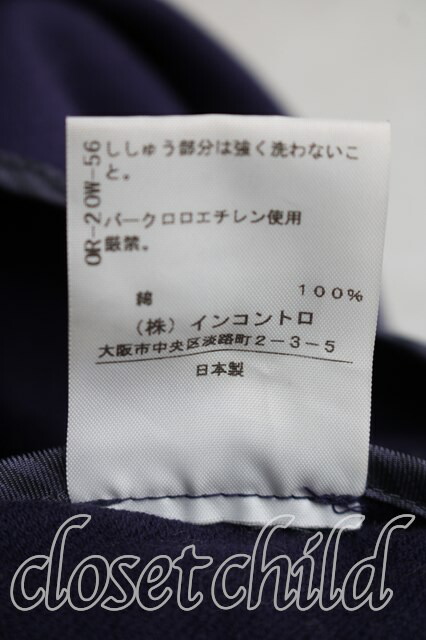 OR-20W-56
ししゅう部分は強く洗わないこ
と。
パークロロエチレン使用
厳禁。
綿 100%
(株)インコントロ
大阪市中央区淡路町2-3-5
日本製
closet child